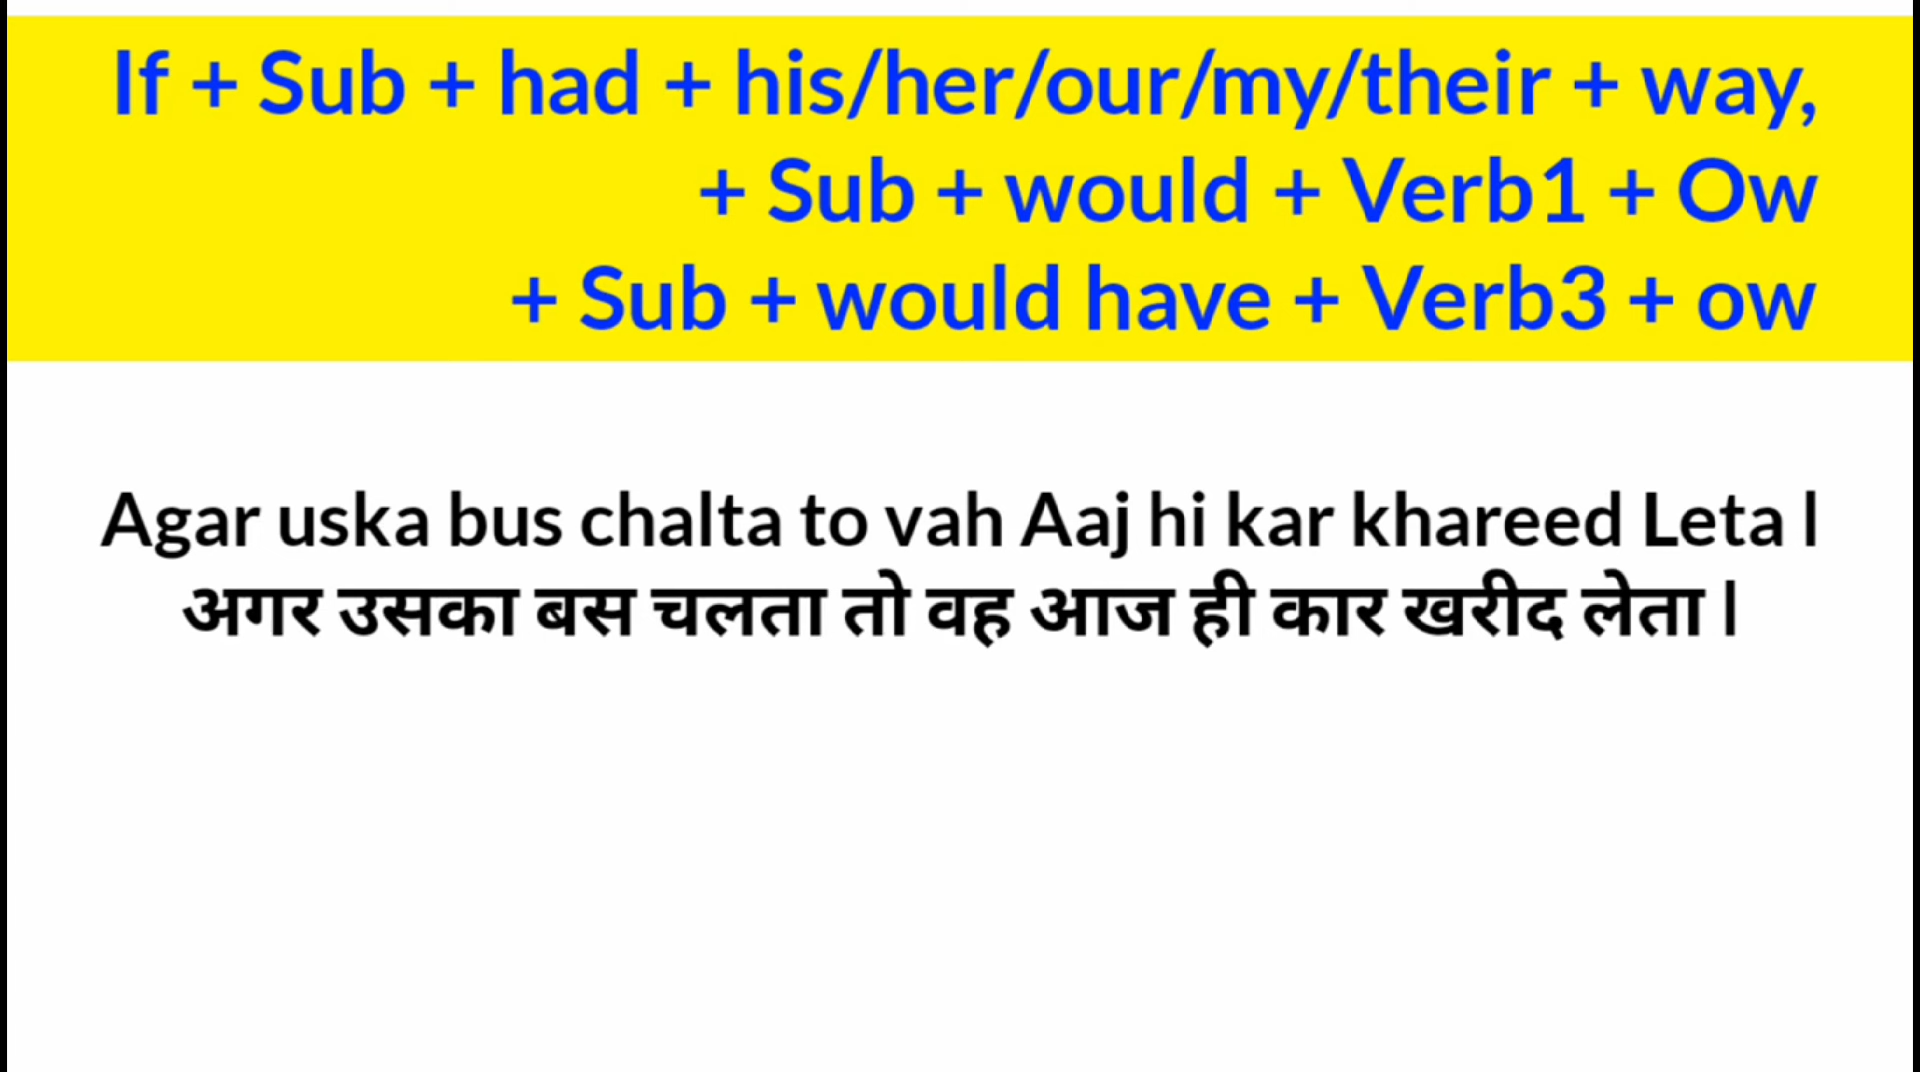 If + Sub + had + his/her/our/my/their + way,
+ Sub + would + Verb1 + Ow
+ Sub + would have + Verb3 + ow
Agar uska bus chalta to vah Aaj hi kar khareed Leta l
अगर उसका बस चलता तो वह आज ही कार खरीद लेता l